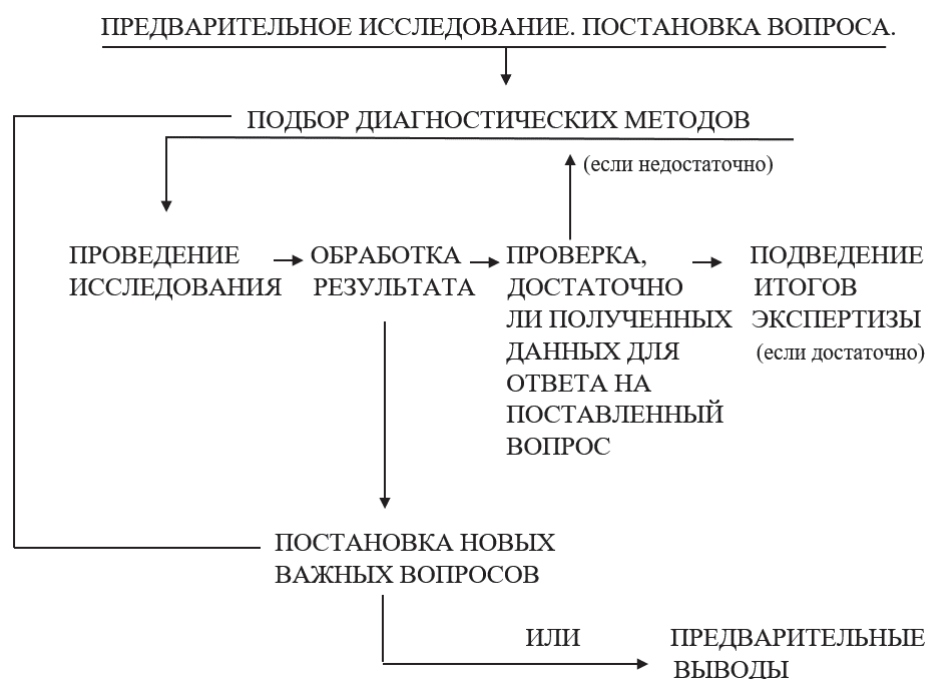 ПРЕДВАРИТЕЛЬНОЕ ИССЛЕДОВАНИЕ. ПОСТАНОВКА ВОПРОСА.
ПОДБОР ДИАГНОСТИЧЕСКИХ МЕТОДОВ
(если недостаточно)
ПРОВЕДЕНИЕ
ИССЛЕДОВАНИЯ
ОБРАБОТКА
РЕЗУЛЬТАТА
ПРОВЕРКА,
ДОСТАТОЧНО
ЛИ ПОЛУЧЕННЫХ
ДАННЫХ ДЛЯ
ОТВЕТА НА
ПОСТАВЛЕННЫЙ
ВОПРОС
ПОДВЕДЕНИЕ
ИТОГОВ
ЭКСПЕРТИЗЫ
(если достаточно)
ПОСТАНОВКА НОВЫХ
ВАЖНЫХ ВОПРОСОВ
ИЛИ
ПРЕДВАРИТЕЛЬНЫЕ
ВЫВОДЫ